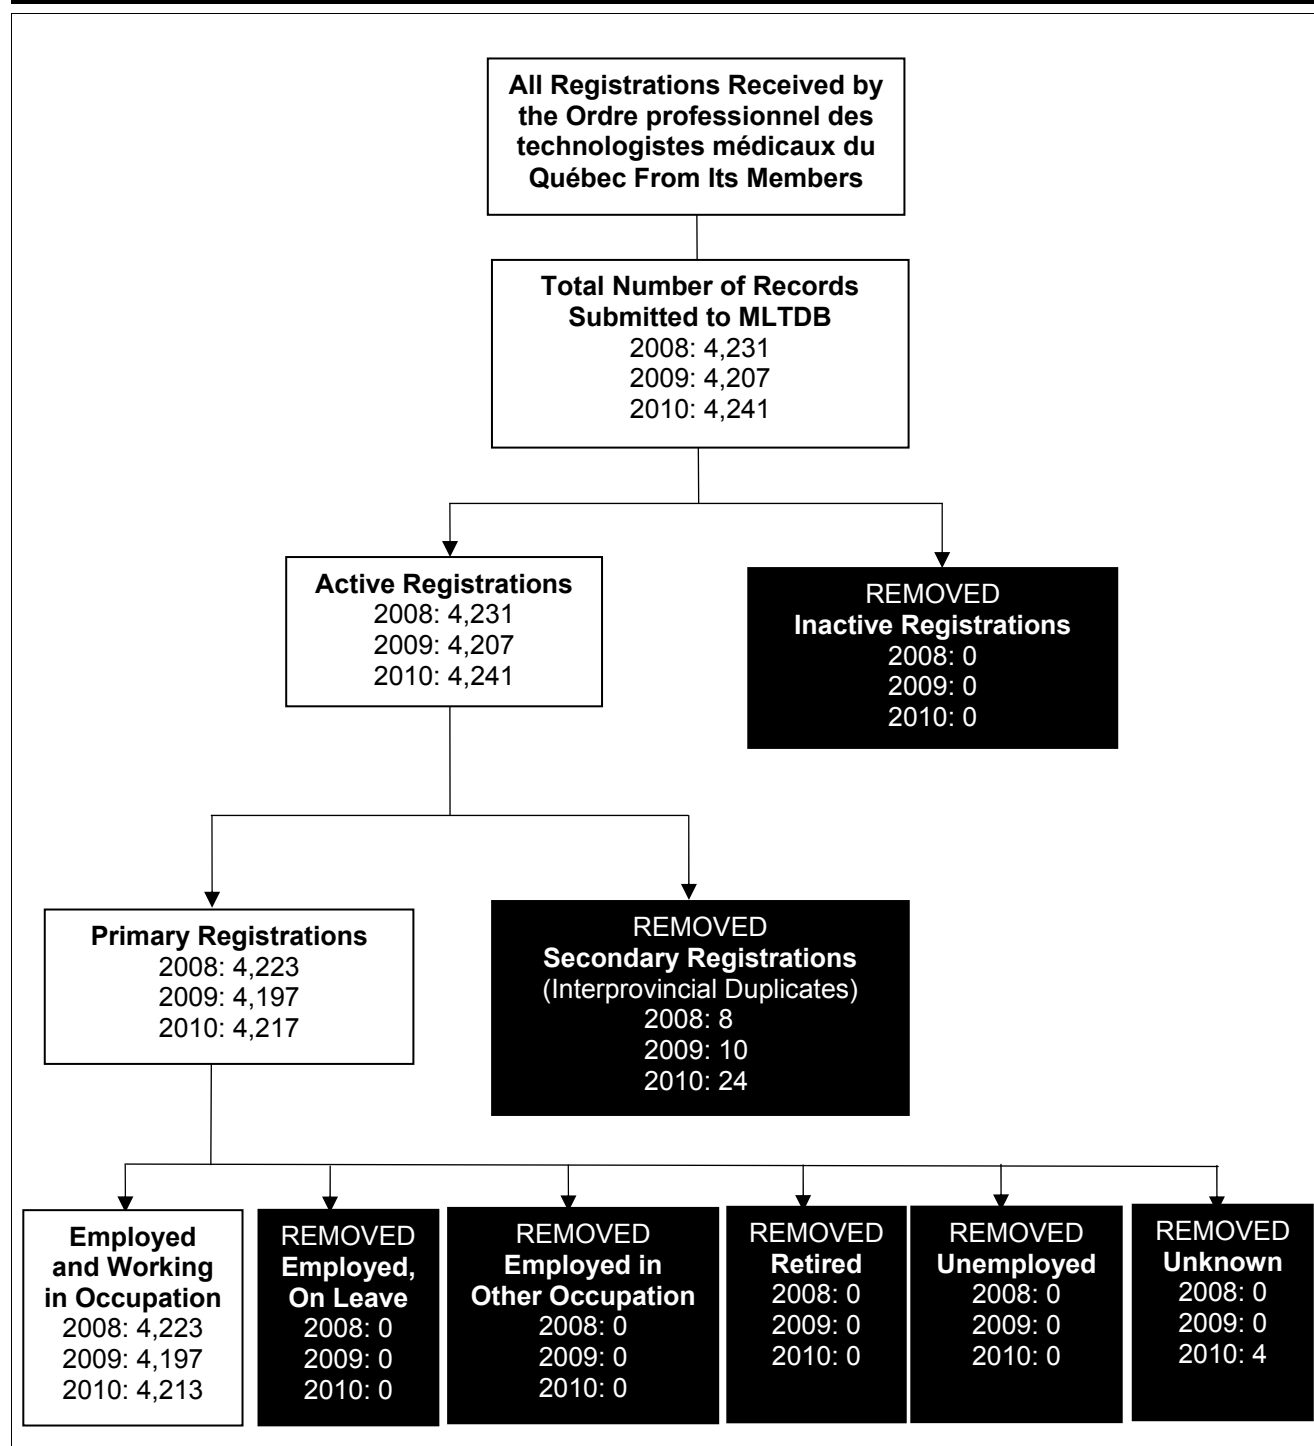 All Registrations Received by
the Ordre professionnel des
technologistes médicaux du
Québec From Its Members
Total Number of Records
Submitted to MLTDB
2008: 4,231
2009: 4,207
2010: 4,241
Active Registrations
2008: 4,231
2009: 4,207
2010: 4,241
REMOVED
Inactive Registrations
2008: 0
2009: 0
2010: 0
Primary Registrations
2008: 4,223
2009: 4,197
2010: 4,217
REMOVED
Secondary Registrations
(Interprovincial Duplicates)
2008: 8
2009: 10
2010: 24
Employed
and Working
in Occupation
2008: 4,223
2009: 4,197
2010: 4,213
REMOVED
Employed,
On Leave
2008: 0
2009: 0
2010: 0
REMOVED
Employed in
Other Occupation
2008: 0
2009: 0
2010: 0
REMOVED
Retired
2008: 0
2009: 0
2010: 0
REMOVED
Unemployed
2008: 0
2009: 0
2010: 0
REMOVED
Unknown
2008: 0
2009: 0
2010: 4